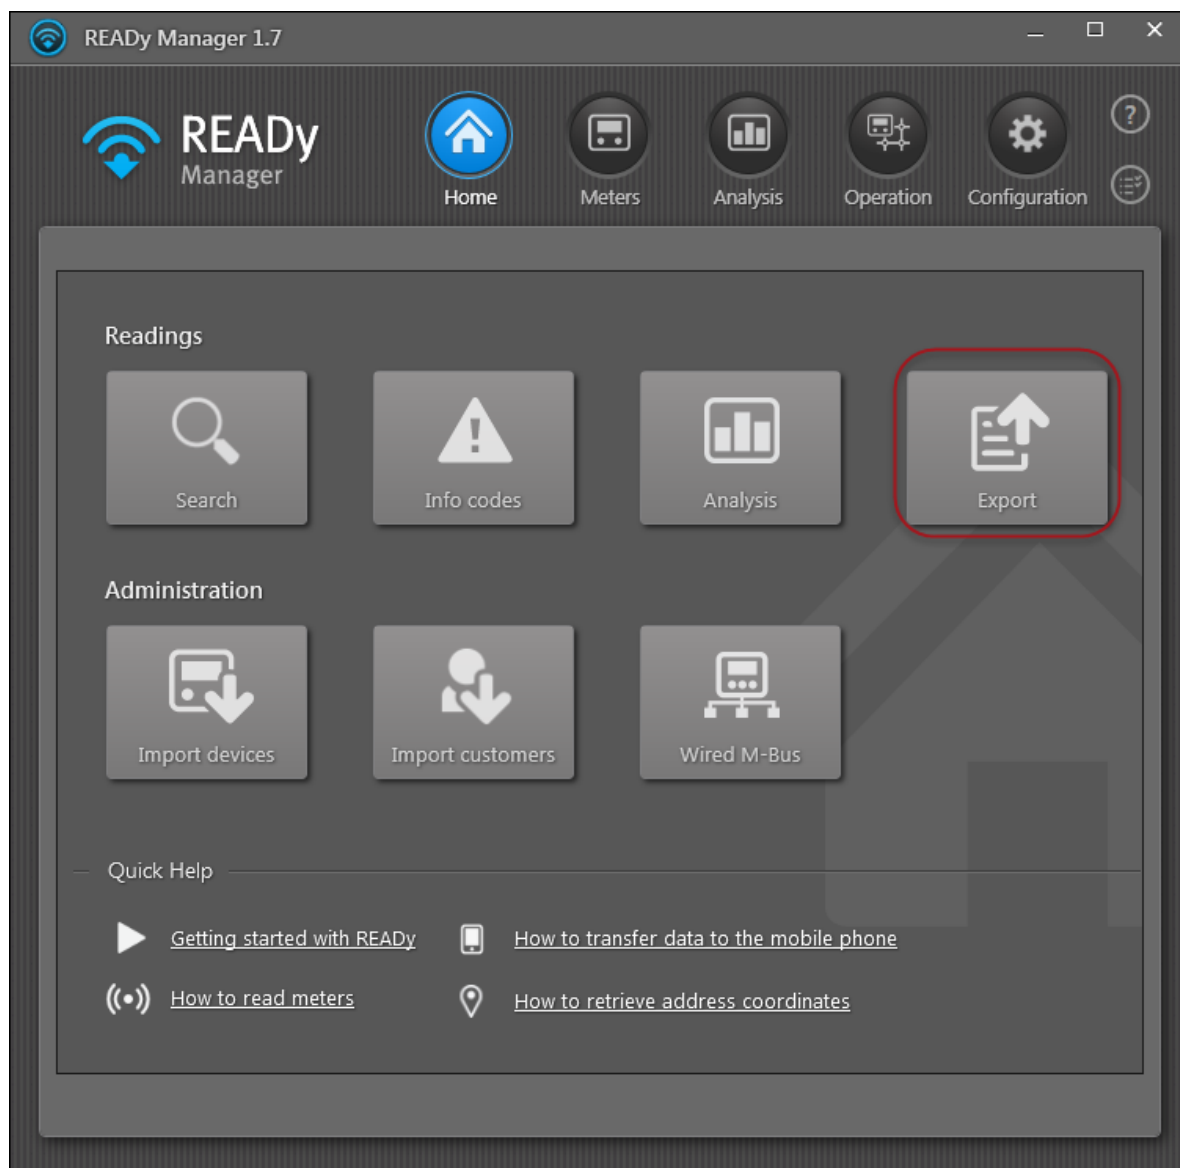 READy Manager 1.7
READy
Manager
Home
Meters
Analysis
Operation
Configuration
?
Readings
Search
Info codes
Analysis
Export
Administration
Import devices
Import customers
Wired M-Bus
Quick Help
Getting started with READy
How to transfer data to the mobile phone
How to read meters
How to retrieve address coordinates